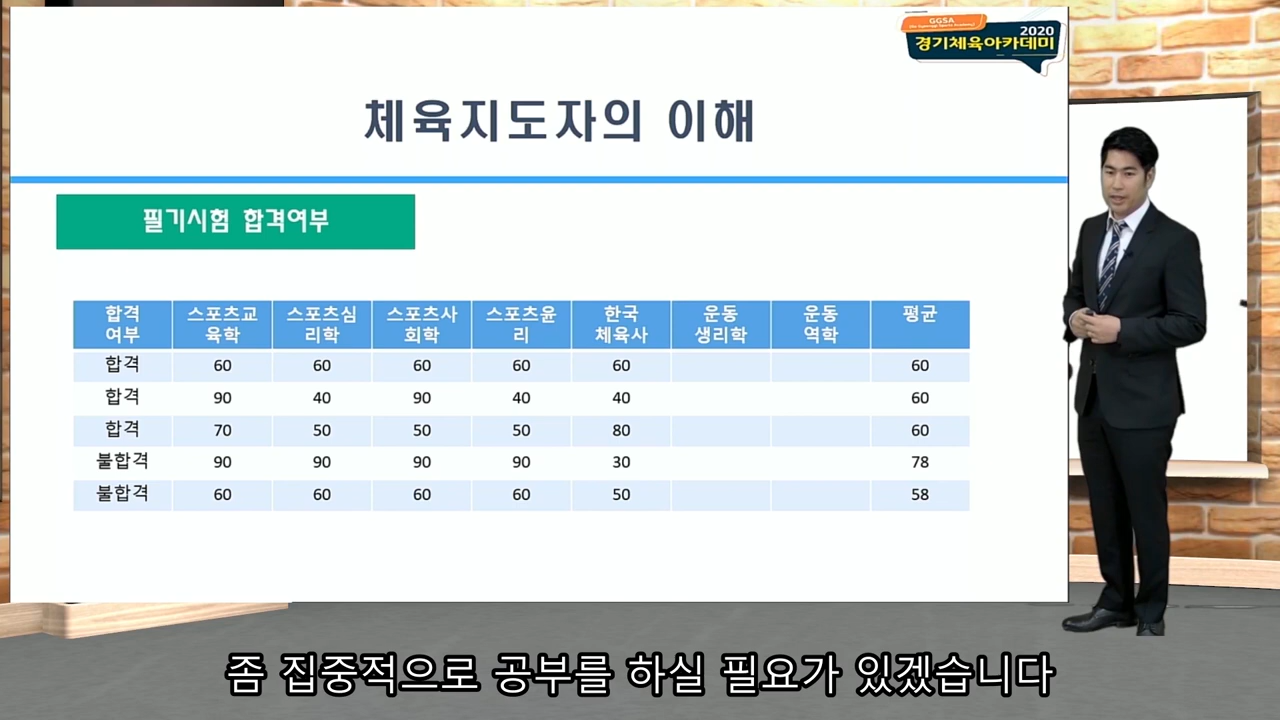 GGSA
2020
경기체육아카데미
체육지도자의 이해
필기시험 합격여부
합격 여부 스포츠교육학 스포츠심리학 스포츠사회학 스포츠윤리 한국 체육사 운동 생리학 운동 역학 평균
합격 60 60 60 60 60 60
합격 90 40 90 40 40 60
합격 70 50 50 50 80 60
불합격 90 90 90 90 30 78
불합격 60 60 60 60 50 58
좀 집중적으로 공부를 하실 필요가 있겠습니다